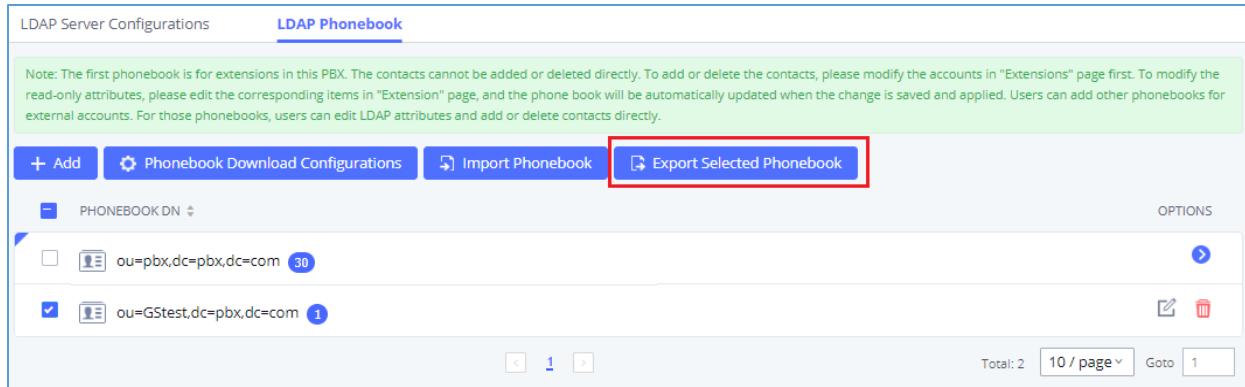 LDAP Server Configurations LDAP Phonebook
Note: The first phonebook is for extensions in this PBX. The contacts cannot be added or deleted directly. To add or delete the contacts, please modify the accounts in "Extensions" page first. To modify the
read-only attributes, please edit the corresponding items in "Extension" page, and the phone book will be automatically updated when the change is saved and applied. Users can add other phonebooks for
external accounts. For those phonebooks, users can edit LDAP attributes and add or delete contacts directly.
+ Add Phonebook Download Configurations Import Phonebook Export Selected Phonebook
PHONEBOOK DN OPTIONS
ou=pbx,dc=pbx,dc=com 30
ou=GStest,dc=pbx,dc=com 1
< 1 > Total: 2 10 / page Goto 1